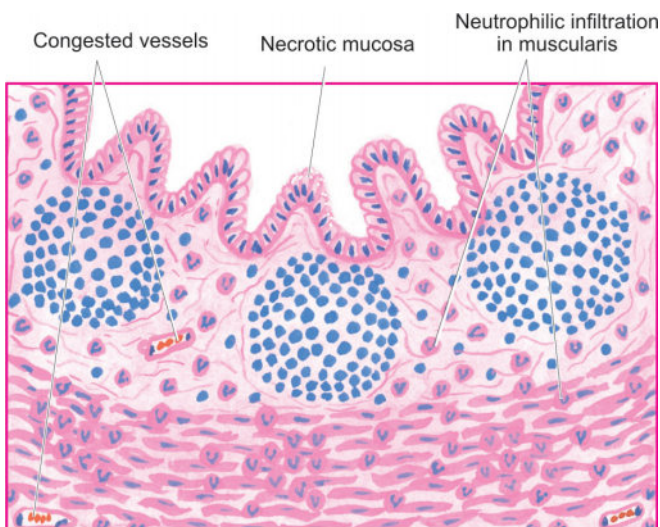 Congested vessels
Necrotic mucosa
Neutrophilic infiltration
in muscularis